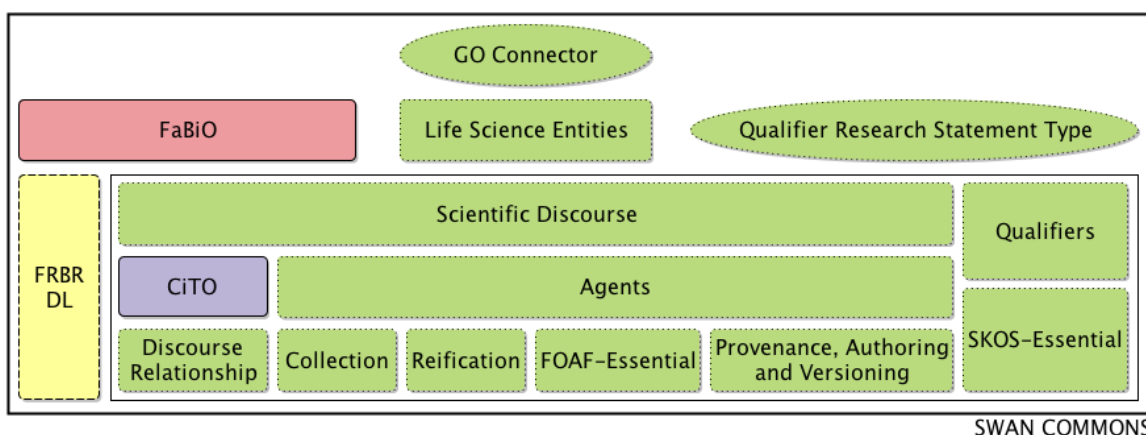 GO Connector
FaBiO
Life Science Entities
Qualifier Research Statement Type
FRBR
DL
Scientific Discourse
Qualifiers
CiTO
Agents
Discourse
Relationship
Collection
Reification
FOAF-Essential
Provenance, Authoring
and Versioning
SKOS-Essential
SWAN COMMONS